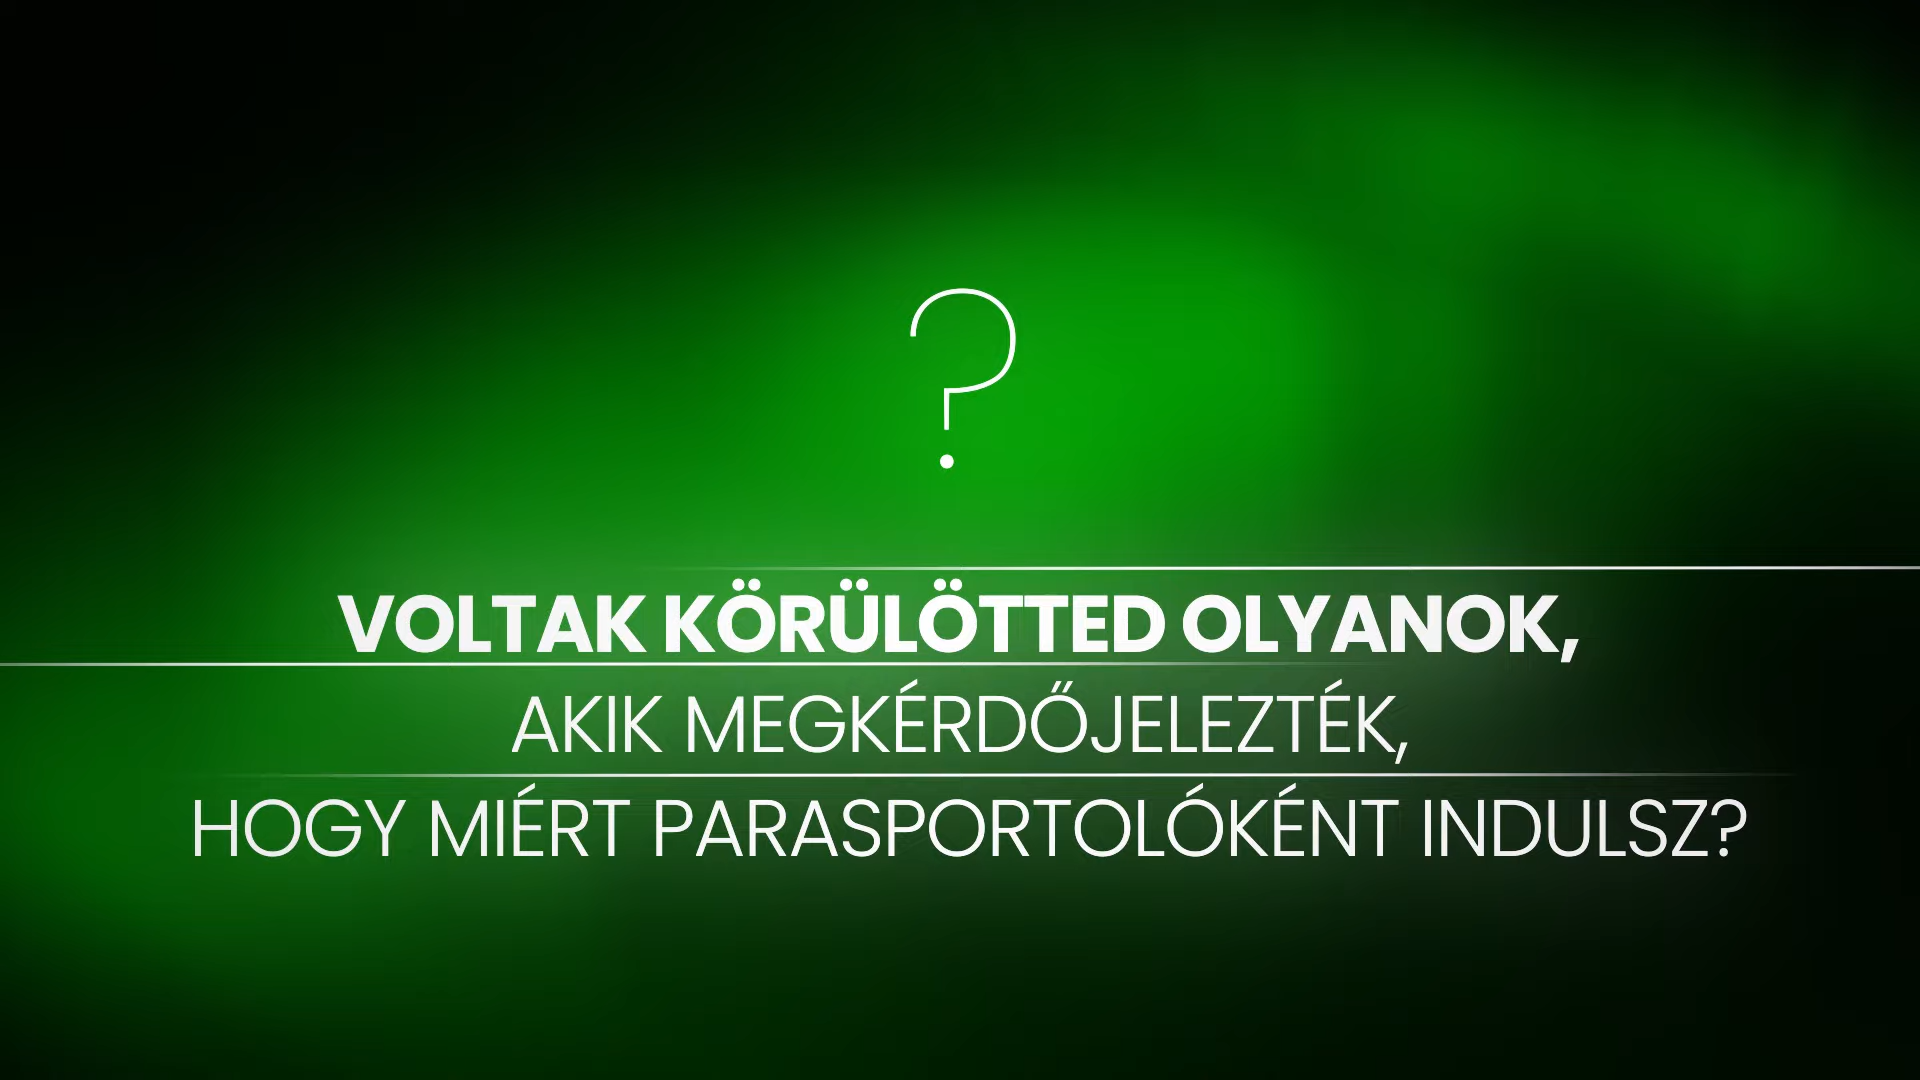 ?
VOLTAK KÖRÜLÖTTED OLYANOK,
AKIK MEGKÉRDŐJELEZTÉK,
HOGY MIÉRT PARASPORTOLÓKÉNT INDULSZ?